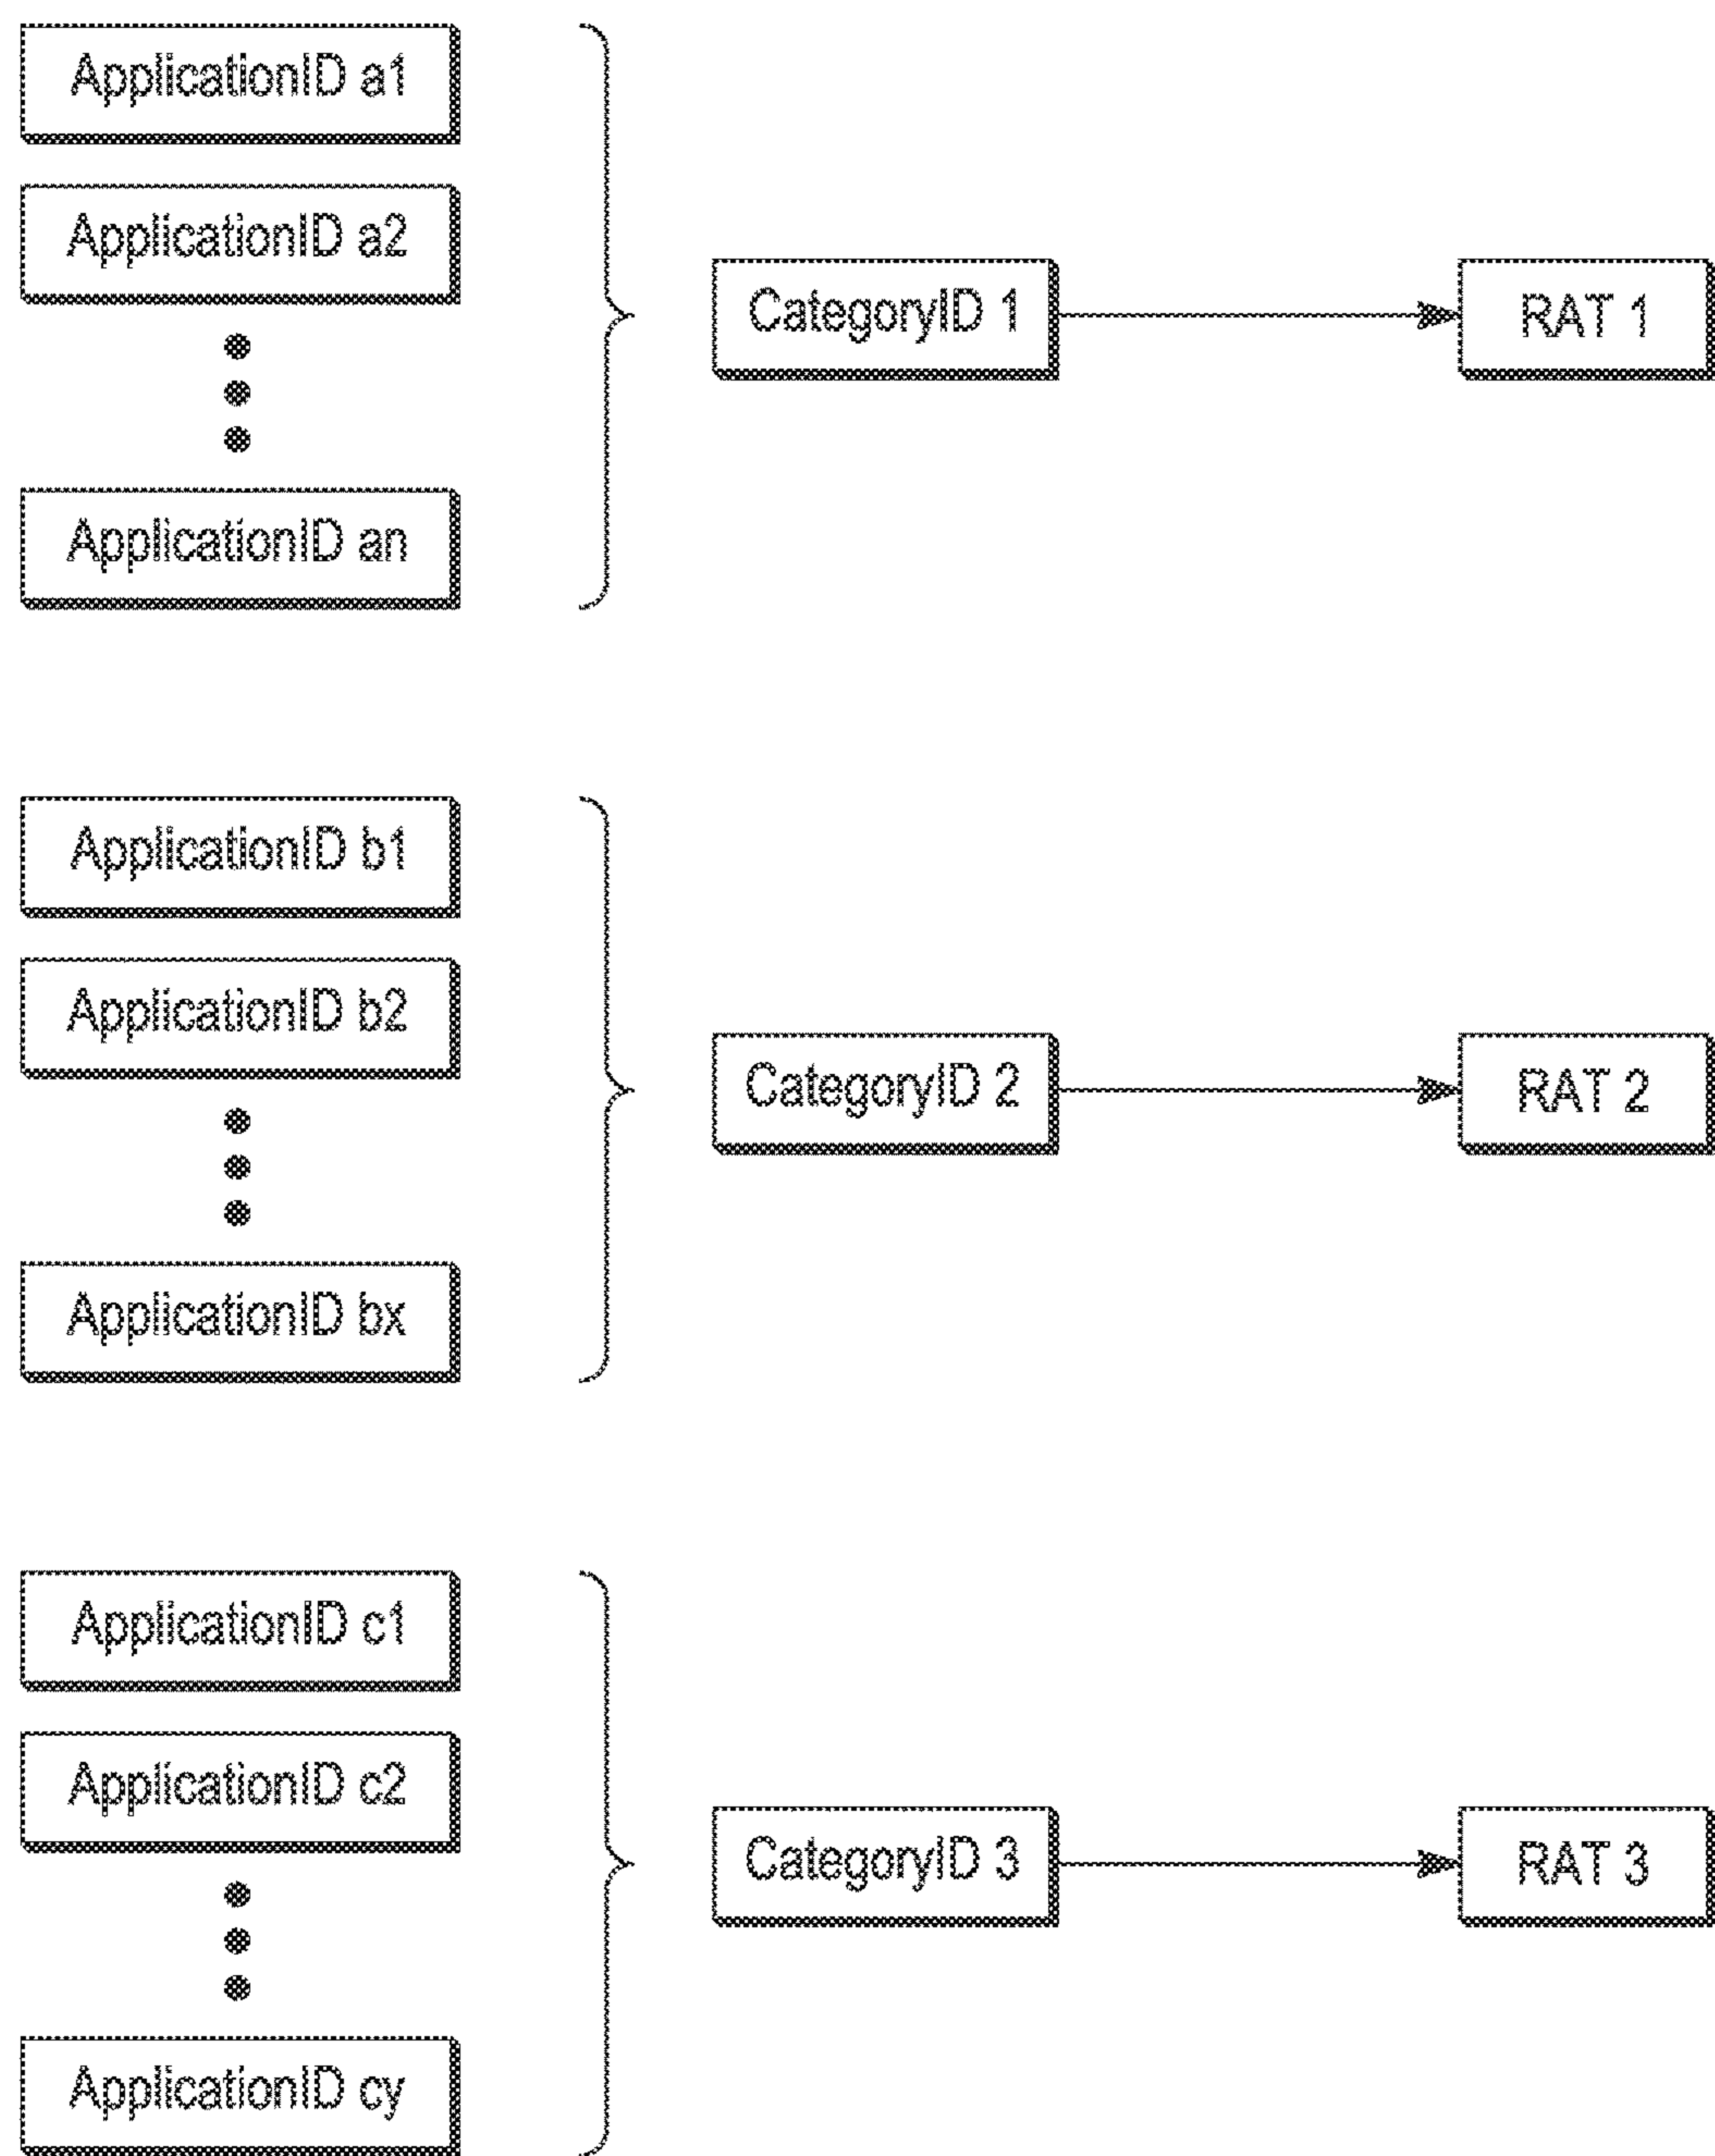 ApplicationID a1
ApplicationID a2
ApplicationID an
CategoryID 1
RAT 1
ApplicationID b1
ApplicationID b2
ApplicationID bx
CategoryID 2
RAT 2
ApplicationID c1
ApplicationID c2
ApplicationID cy
CategoryID 3
RAT 3